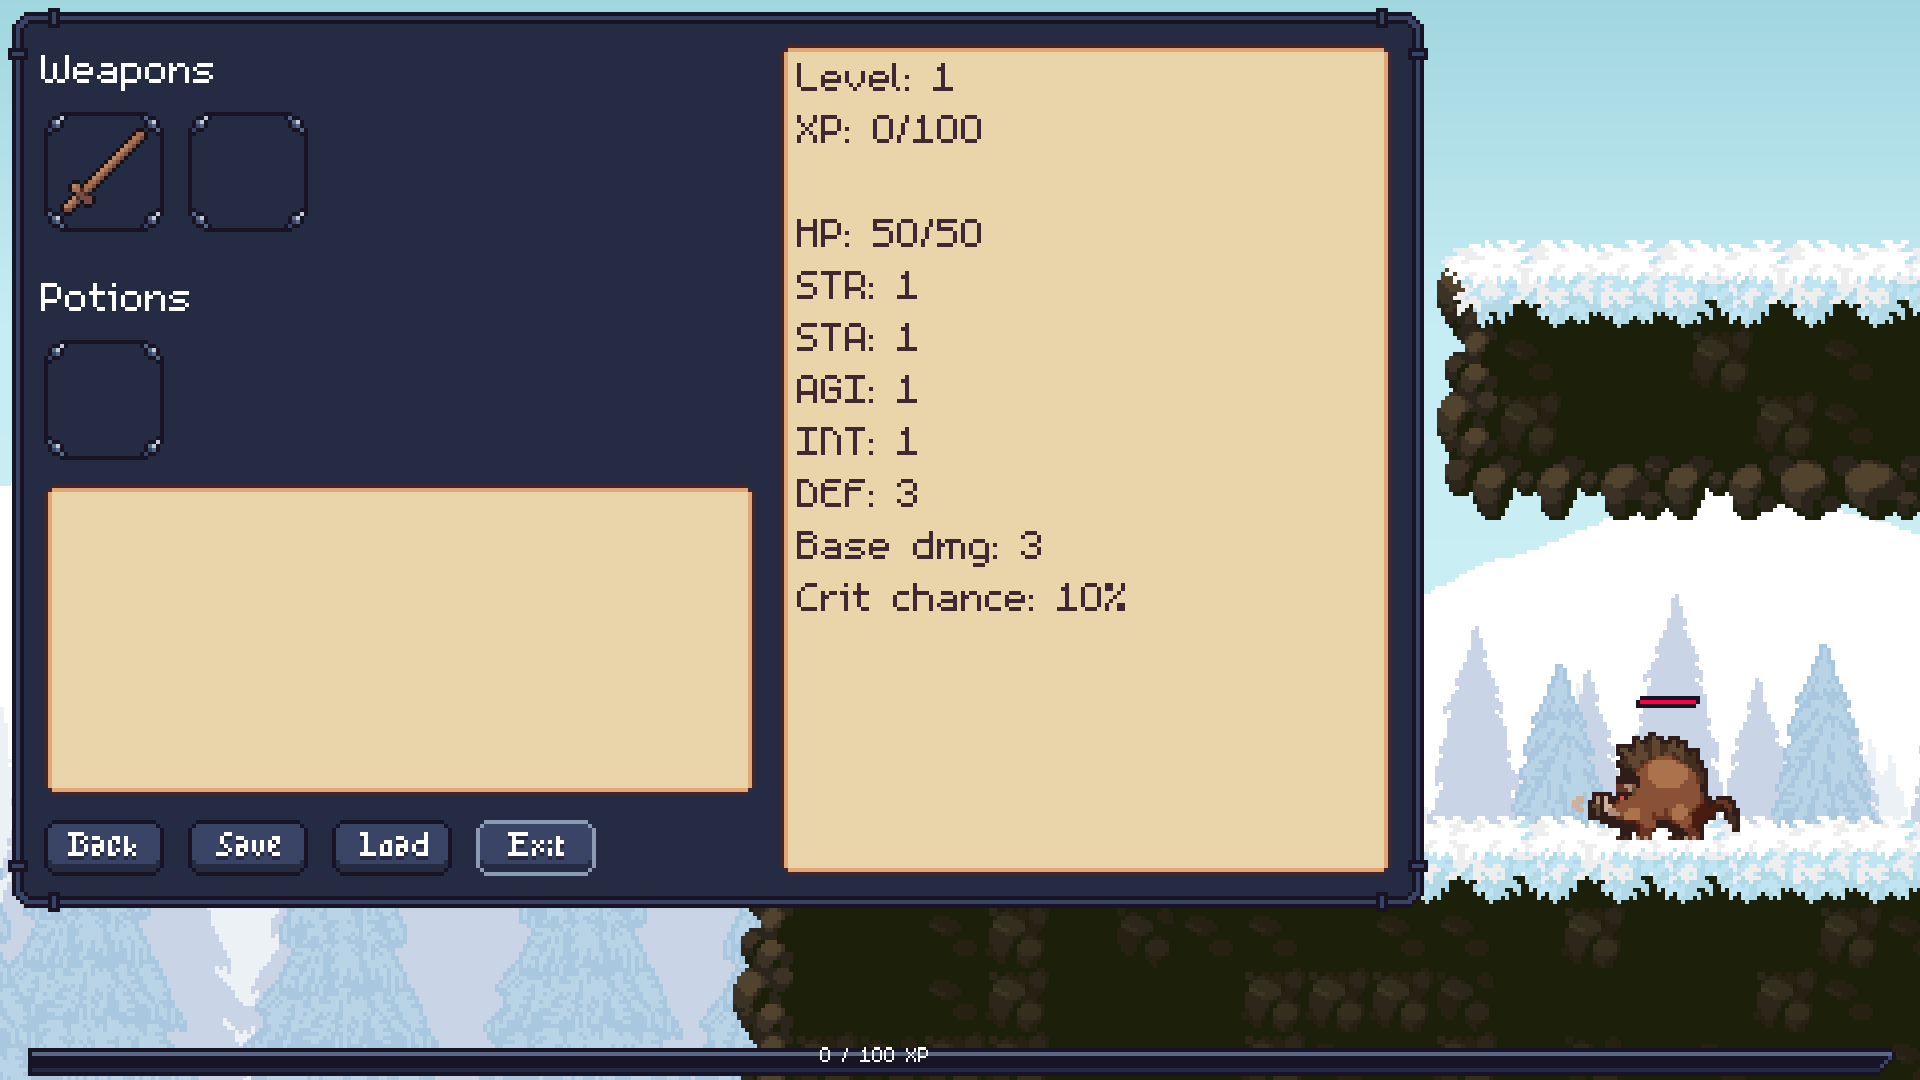 Weapons
Potions
Back Save Load Exit
Level: 1
XP: 0/100
HP: 50/50
STR: 1
STA: 1
AGI: 1
INT: 1
DEF: 3
Base dmg: 3
Crit chance: 10%
0 / 100 XP